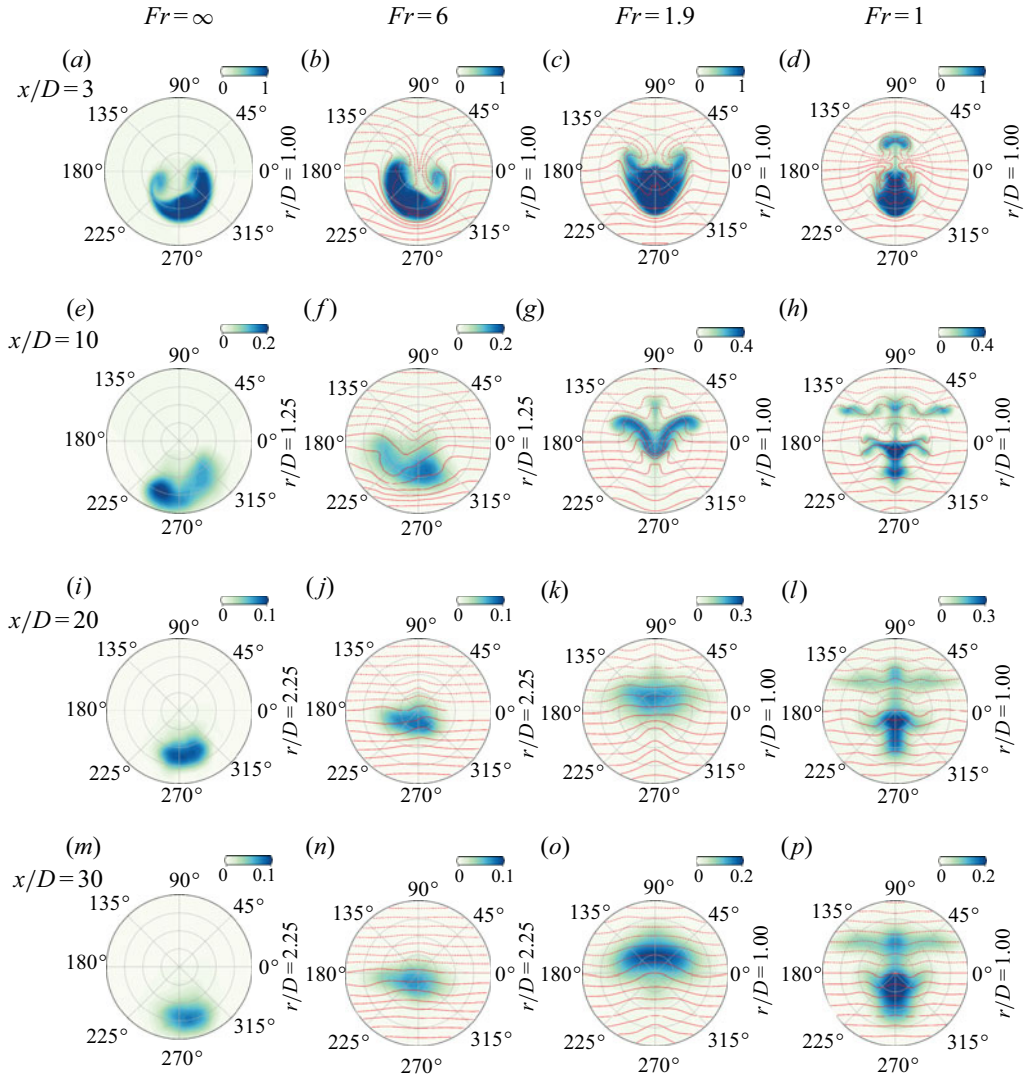 Fr = ∞ Fr = 6 Fr = 1.9 Fr = 1
(a) (b) (c) (d)
x/D = 3
0 1 0 1 0 1 0 1
90° 90° 90° 90°
135° 45° 135° 45° 135° 45° 135° 45°
180° 0° 180° 0° 180° 0° 180° 0°
r/D = 1.00 r/D = 1.00 r/D = 1.00 r/D = 1.00
225° 315° 225° 315° 225° 315° 225° 315°
270° 270° 270° 270°
(e) (f) (g) (h)
x/D = 10
0 0.2 0 0.2 0 0.4 0 0.4
90° 90° 90° 90°
135° 45° 135° 45° 135° 45° 135° 45°
180° 0° 180° 0° 180° 0° 180° 0°
r/D = 1.25 r/D = 1.25 r/D = 1.00 r/D = 1.00
225° 315° 225° 315° 225° 315° 225° 315°
270° 270° 270° 270°
(i) (j) (k) (l)
x/D = 20
0 0.1 0 0.1 0 0.3 0 0.3
90° 90° 90° 90°
135° 45° 135° 45° 135° 45° 135° 45°
180° 0° 180° 0° 180° 0° 180° 0°
r/D = 2.25 r/D = 2.25 r/D = 1.00 r/D = 1.00
225° 315° 225° 315° 225° 315° 225° 315°
270° 270° 270° 270°
(m) (n) (o) (p)
x/D = 30
0 0.1 0 0.1 0 0.2 0 0.2
90° 90° 90° 90°
135° 45° 135° 45° 135° 45° 135° 45°
180° 0° 180° 0° 180° 0° 180° 0°
r/D = 2.25 r/D = 2.25 r/D = 1.00 r/D = 1.00
225° 315° 225° 315° 225° 315° 225° 315°
270° 270° 270° 270°